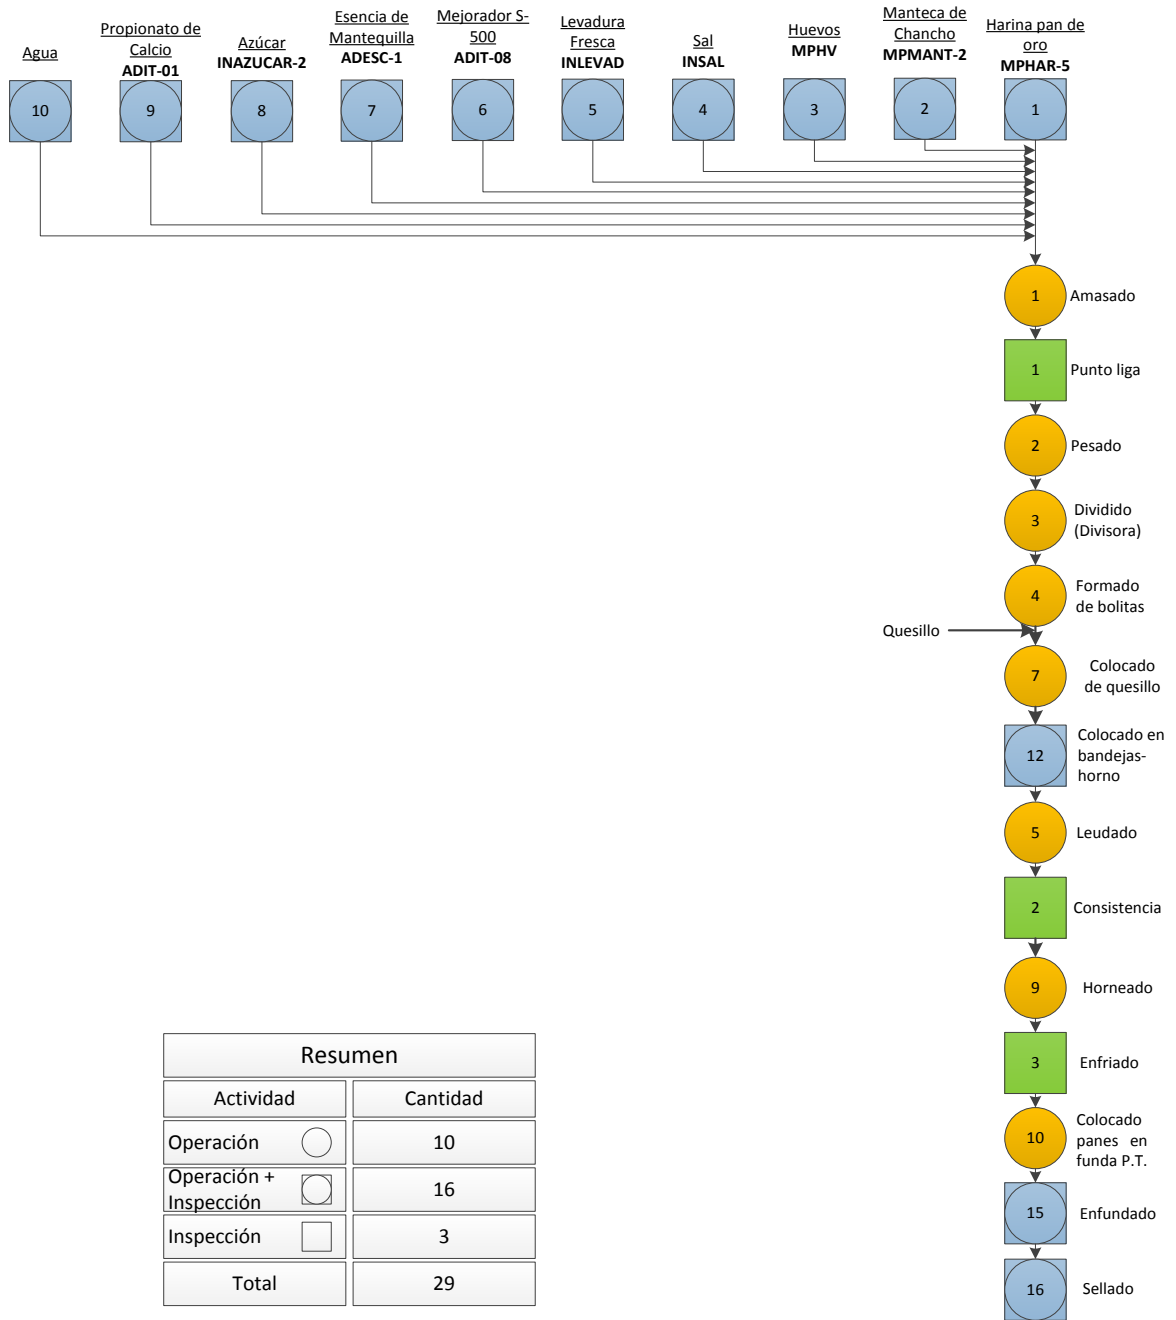 Agua
10
Propionato de
Calcio
ADIT-01
9
Azúcar
INAZUCAR-2
8
Esencia de
Mantequilla
ADESC-1
7
Mejorador S-
500
ADIT-08
6
Levadura
Fresca
INLEVAD
5
Sal
INSAL
4
Huevos
MPHV
3
Manteca de
Chancho
MPMANT-2
2
Harina pan de
oro
MPHAR-5
1
1 Amasado
1 Punto liga
2 Pesado
3 Dividido
(Divisora)
4 Formado
de bolitas
Quesillo
7 Colocado
de quesillo
12 Colocado en
bandejas-
horno
5 Leudado
2 Consistencia
9 Horneado
3 Enfriado
10 Colocado
panes en
funda P.T.
15 Enfundado
16 Sellado
Resumen
Actividad Cantidad
Operación 10
Operación +
Inspección 16
Inspección 3
Total 29